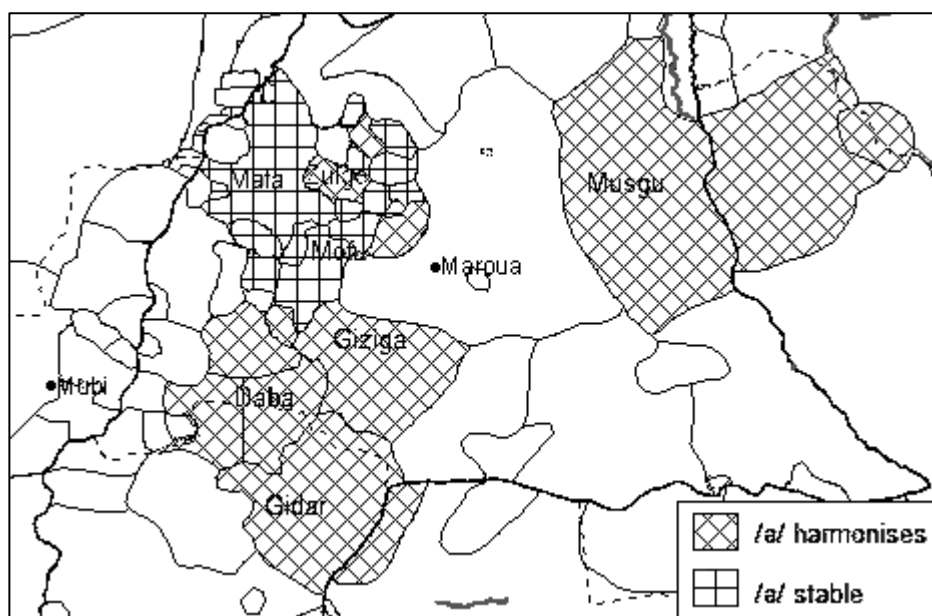 Mafa
Musgu
Mofu
Maroua
Giziga
Mubi
Daba
Gidar
/a/ harmonises
/a/ stable